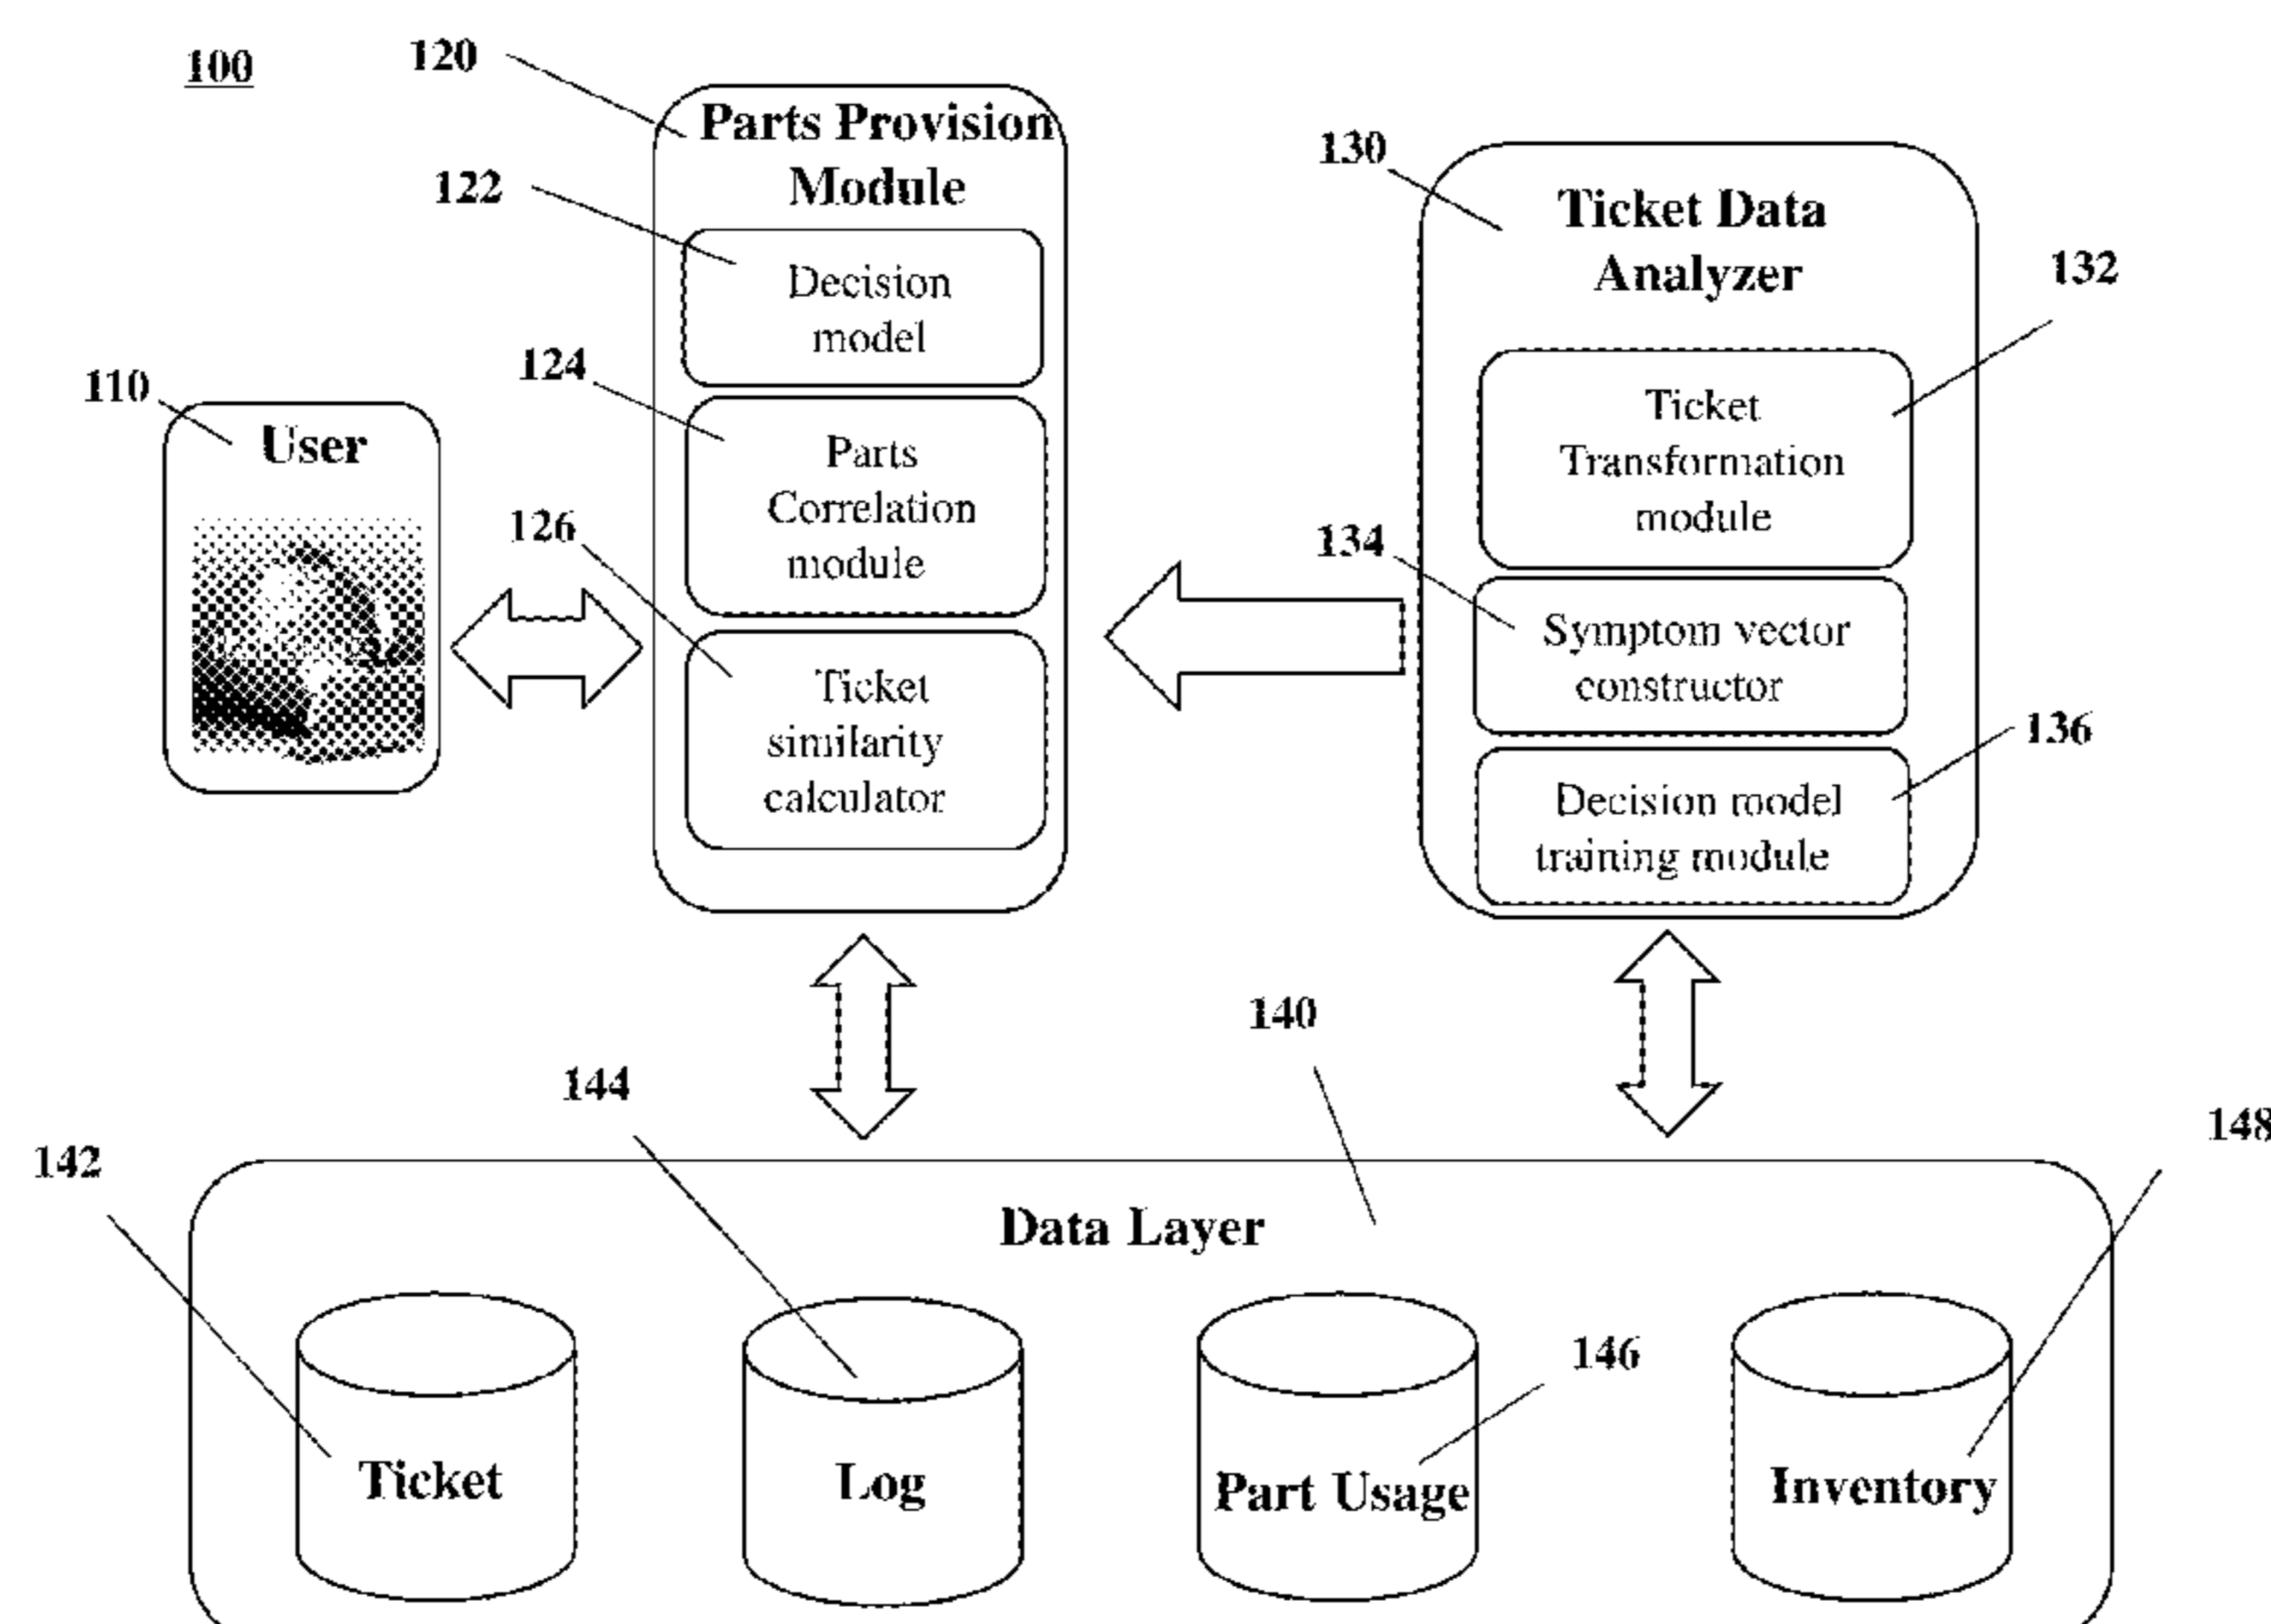 100
120
Parts Provision
Module
122
Decision
model
124
Parts
Correlation
module
126
Ticket
similarity
calculator
110
User
130
Ticket Data
Analyzer
132
Ticket
Transformation
module
134
Symptom vector
constructor
136
Decision model
training module
140
Data Layer
142
Ticket
144
Log
146
Part Usage
148
Inventory